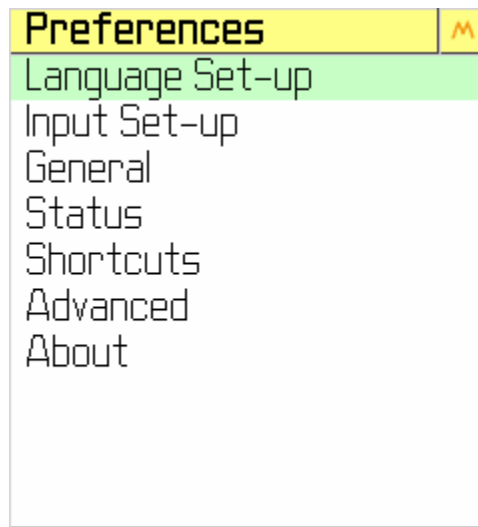 Preferences M
Language Set-up
Input Set-up
General
Status
Shortcuts
Advanced
About